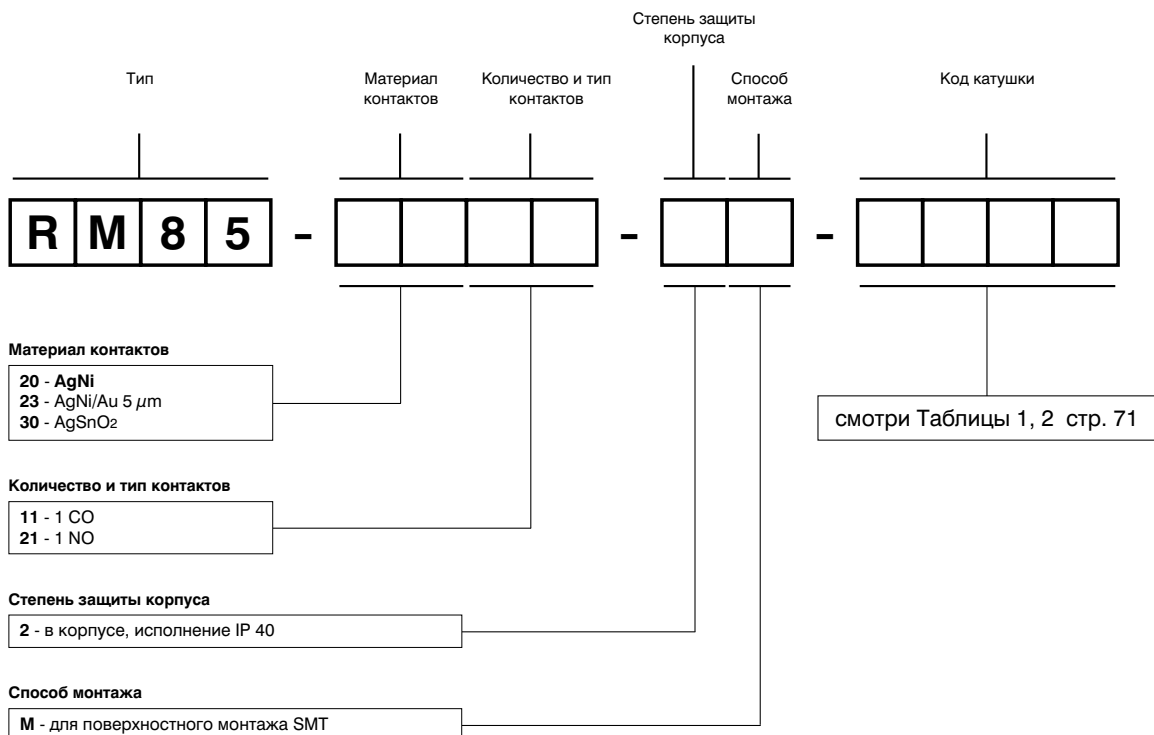 Степень защиты
корпуса
Тип
Материал
контактов
Количество и тип
контактов
Способ
монтажа
Код катушки
R M 8 5 - - -
Материал контактов
20 - AgNi
23 - AgNi/Au 5 µm
30 - AgSnO2
смотри Таблицы 1, 2 стр. 71
Количество и тип контактов
11 - 1 CO
21 - 1 NO
Степень защиты корпуса
2 - в корпусе, исполнение IP 40
Способ монтажа
M - для поверхностного монтажа SMT